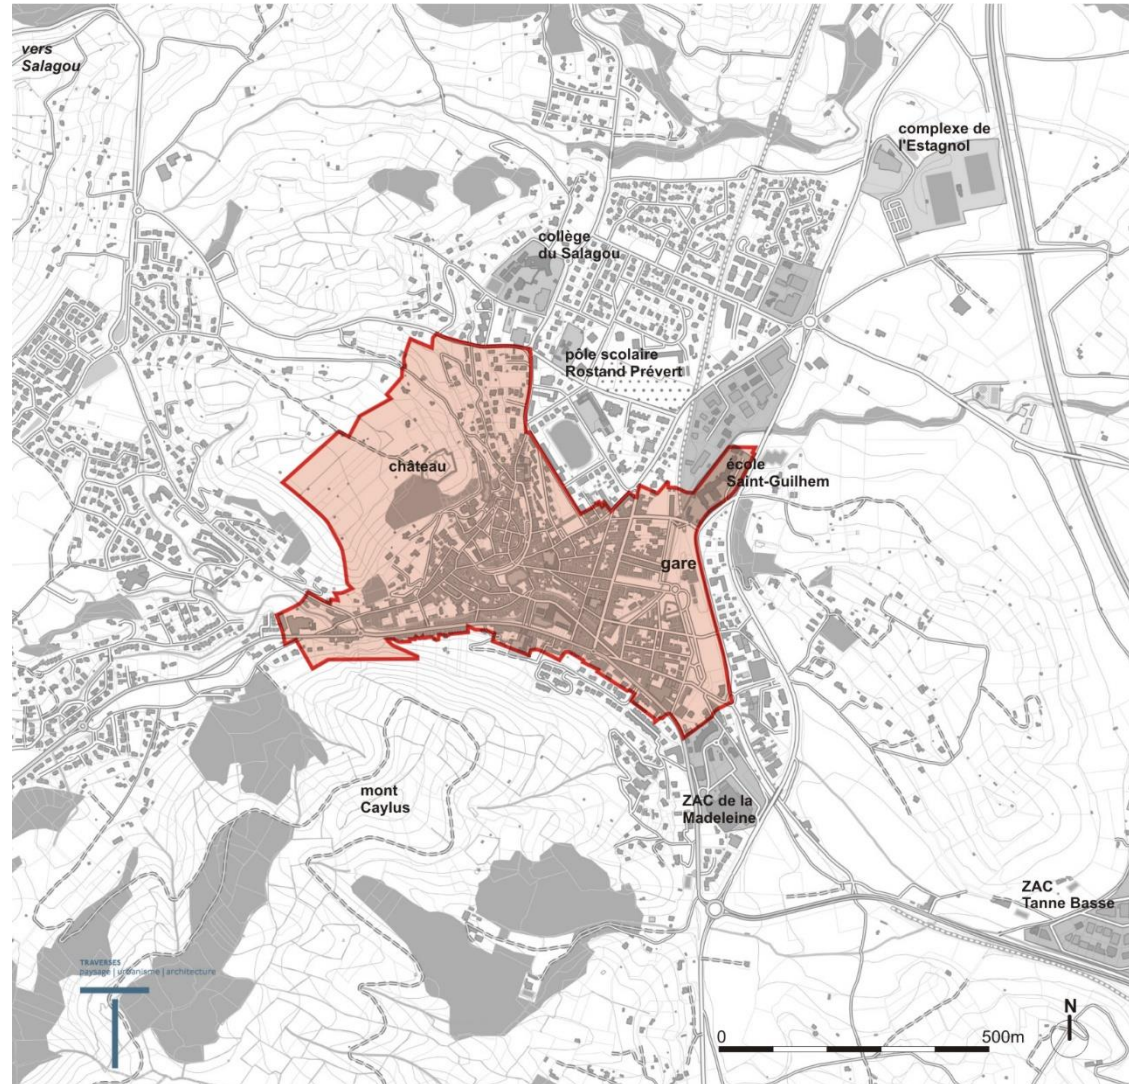 vers
Salagou
complexe de
l'Estagnol
collège
du Salagou
pôle scolaire
Rostand Prévert
château
école
Saint-Guilhem
gare
mont
Caylus
ZAC de la
Madeleine
ZAC
Tanne Basse
TRAVERSES
paysage | urbanisme | architecture
N
0 500m